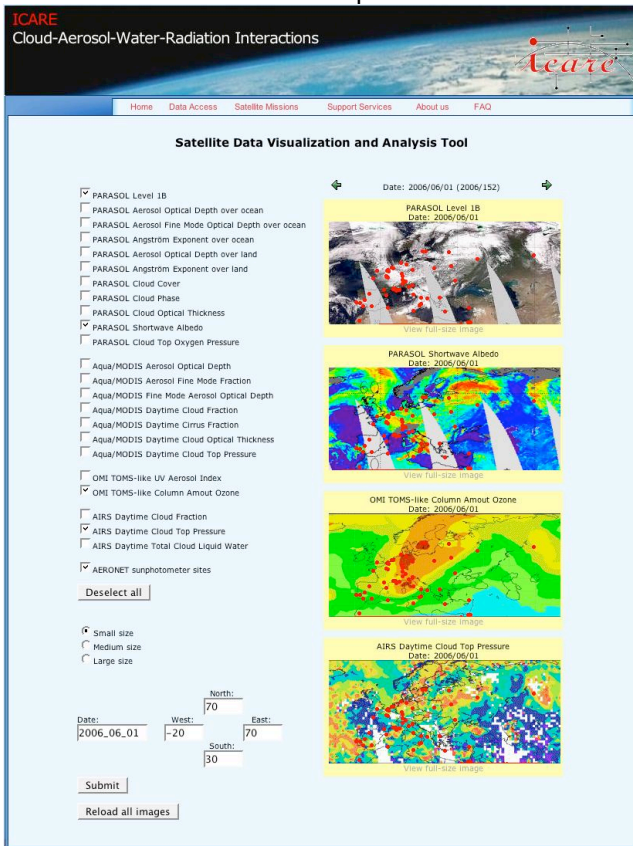 ICARE
Cloud-Aerosol-Water-Radiation Interactions
icare
Home Data Access Satellite Missions Support Services About us FAQ
Satellite Data Visualization and Analysis Tool
PARASOL Level 1B
PARASOL Aerosol Optical Depth over ocean
PARASOL Aerosol Fine Mode Optical Depth over ocean
PARASOL Angström Exponent over ocean
PARASOL Aerosol Optical Depth over land
PARASOL Angström Exponent over land
PARASOL Cloud Cover
PARASOL Cloud Phase
PARASOL Cloud Optical Thickness
PARASOL Shortwave Albedo
PARASOL Cloud Top Oxygen Pressure
Aqua/MODIS Aerosol Optical Depth
Aqua/MODIS Aerosol Fine Mode Fraction
Aqua/MODIS Fine Mode Aerosol Optical Depth
Aqua/MODIS Daytime Cloud Fraction
Aqua/MODIS Daytime Cirrus Fraction
Aqua/MODIS Daytime Cloud Optical Thickness
Aqua/MODIS Daytime Cloud Top Pressure
OMI TOMS-like UV Aerosol Index
OMI TOMS-like Column Amout Ozone
AIRS Daytime Cloud Fraction
AIRS Daytime Cloud Top Pressure
AIRS Daytime Total Cloud Liquid Water
AERONET sunphotometer sites
Deselect all
Small size
Medium size
Large size
North:
70
Date: West: East:
2006_06_01 -20 70
South:
30
Submit
Reload all images
Date: 2006/06/01 (2006/152)
PARASOL Level 1B
Date: 2006/06/01
View full-size image
PARASOL Shortwave Albedo
Date: 2006/06/01
View full-size image
OMI TOMS-like Column Amout Ozone
Date: 2006/06/01
View full-size image
AIRS Daytime Cloud Top Pressure
Date: 2006/06/01
View full-size image